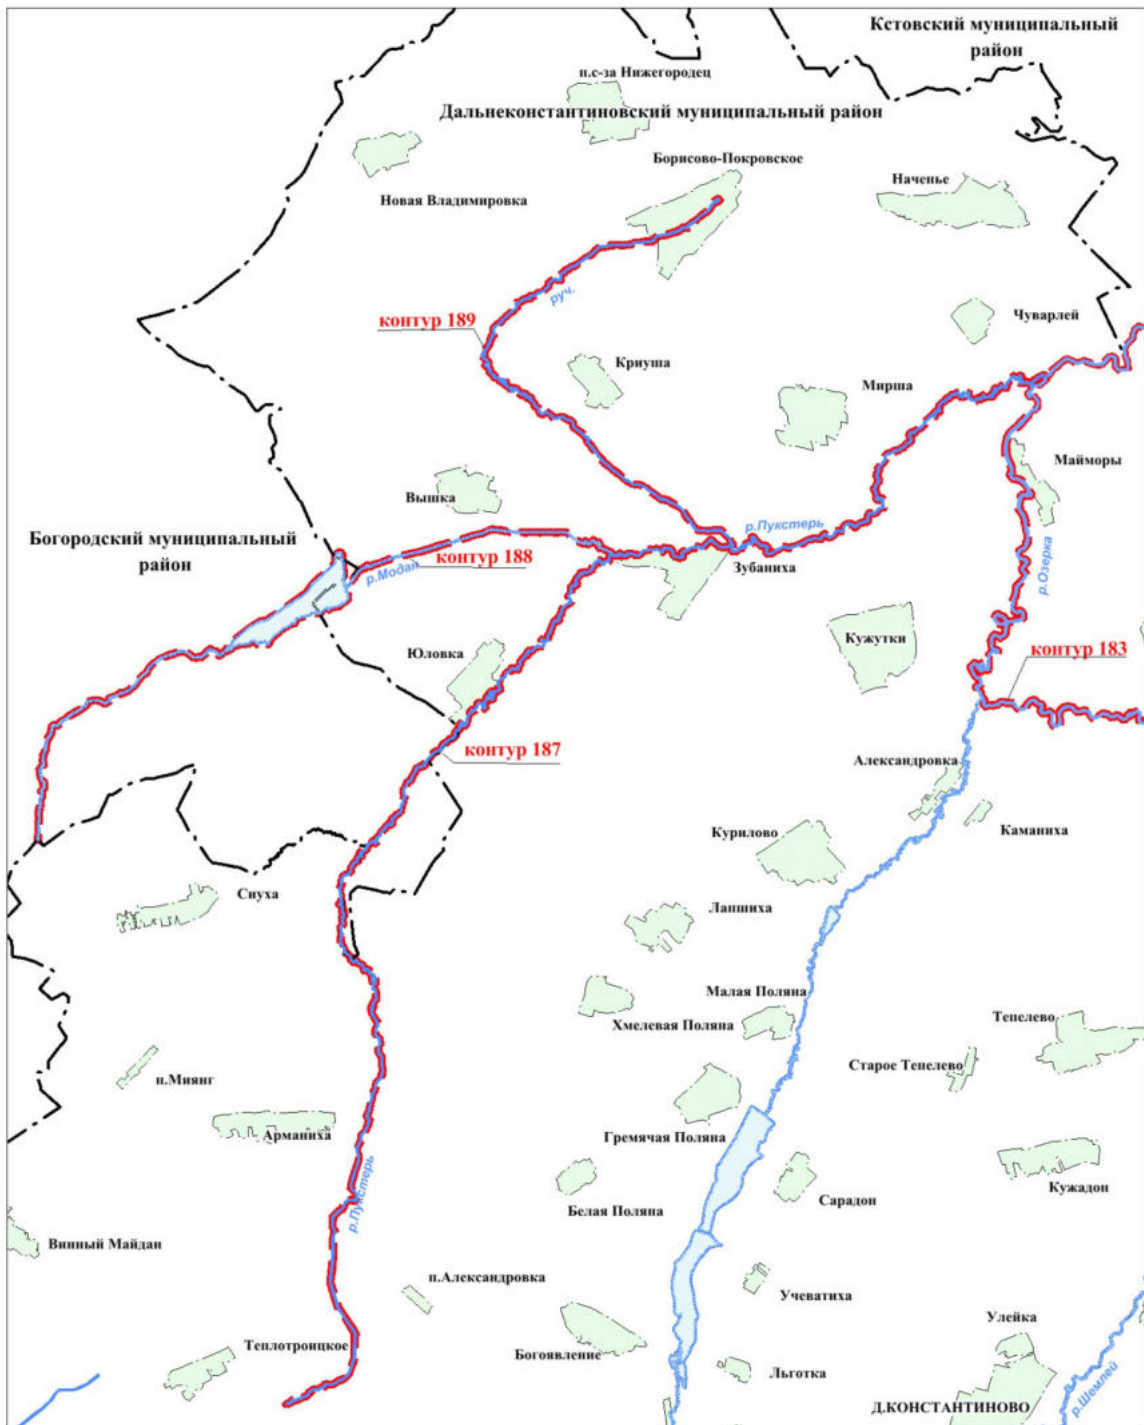 Кстовский муниципальный
район
п.с-за Нижегородец
Дальнеконстантиновский муниципальный район
Борисово-Покровское
Наченье
Новая Владимировка
руч.
контур 189
Чуварлей
Криуша
Мирша
Майморы
Вышка
р.Пукстерь
Богородский муниципальный
район
контур 188
р.Модан
Зубаниха
р.Озерка
Кужутки
Юловка
контур 183
контур 187
Александровка
Каманиха
Курилово
Сиуха
Лапшиха
Малая Поляна
Хмелевая Поляна
Тепелево
Старое Тепелево
п.Миянг
Арманиха
Гремячая Поляна
р.Пукстерь
Белая Поляна
Сарадон
Кужадон
Винный Майдан
п.Александровка
Учеватиха
Улейка
Теплотроицкое
Богоявление
Льготка
р.Шемлей
Д.КОНСТАНТИНОВО